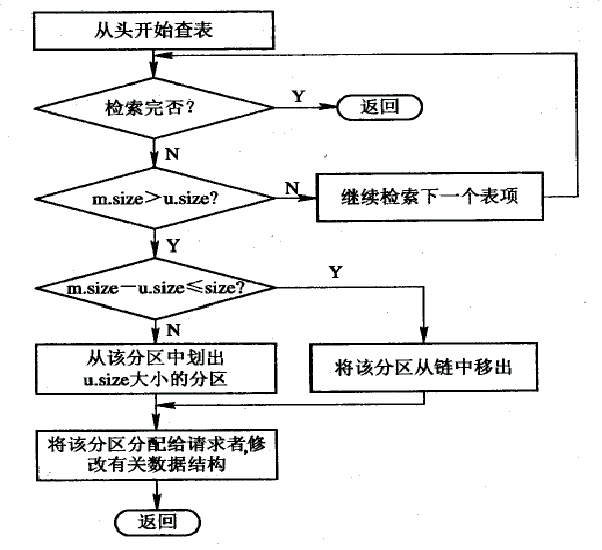 从头开始查表
检索完否？
Y
返回
N
m.size＞u.size?
N
继续检索下一个表项
Y
m.size－u.size≤size?
Y
N
从该分区中划出
u.size大小的分区
将该分区从链中移出
将该分区分配给请求者,修
改有关数据结构
返回